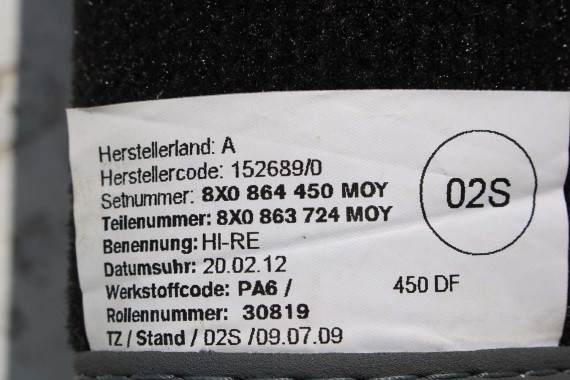 Herstellerland: A
Herstellercode: 152689/0
Setnummer: 8X0 864 450 MOY
Teilenummer: 8X0 863 724 MOY
Benennung: HI-RE
Datumsuhr: 20.02.12
Werkstoffcode: PA6 / 450 DF
Rollennummer: 30819
TZ / Stand / 02S /09.07.09
02S